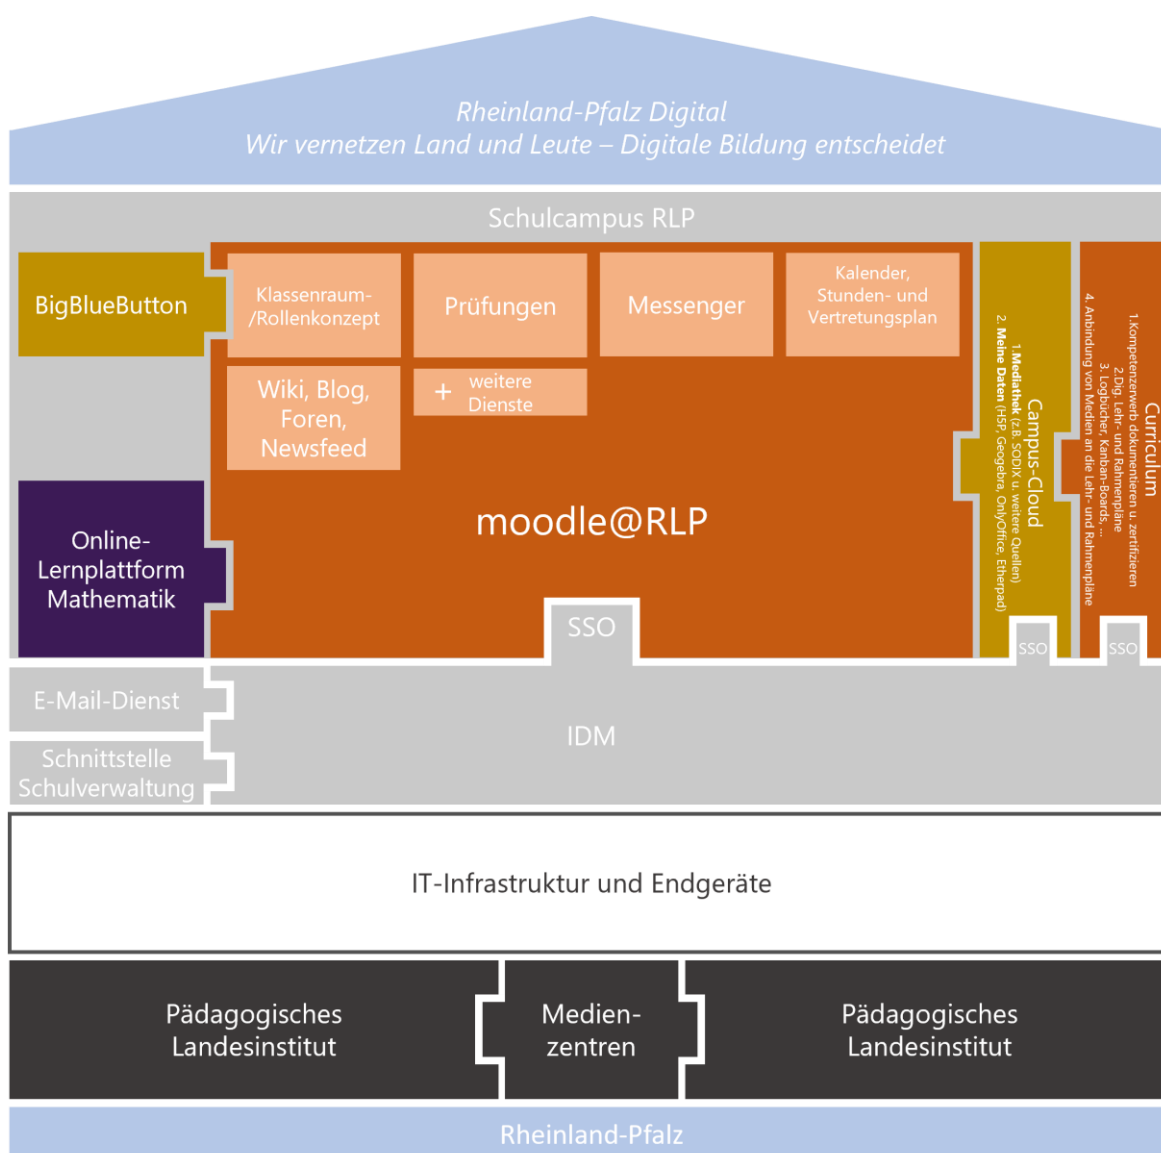 Rheinland-Pfalz Digital
Wir vernetzen Land und Leute – Digitale Bildung entscheidet
Schulcampus RLP
BigBlueButton
Klassenraum-
/Rollenkonzept
Prüfungen
Messenger
Kalender,
Stunden- und
Vertretungsplan
Wiki, Blog,
Foren,
Newsfeed
+ weitere
Dienste
Online-
Lernplattform
Mathematik
moodle@RLP
SSO
Campus-Cloud
1.Mediathek (z.B. SODIX u. weitere Quellen)
2. Meine Daten (H5P, Geogebra, OnlyOffice, Etherpad)
SSO
Curriculum
1.Kompetenzerwerb dokumentieren u. zertifizieren
2.Dig. Lehr- und Rahmenpläne
3. Logbücher, Kanban-Boards, ...
4. Anbindung von Medien an die Lehr- und Rahmenpläne
SSO
E-Mail-Dienst
Schnittstelle
Schulverwaltung
IDM
IT-Infrastruktur und Endgeräte
Pädagogisches
Landesinstitut
Medien-
zentren
Pädagogisches
Landesinstitut
Rheinland-Pfalz